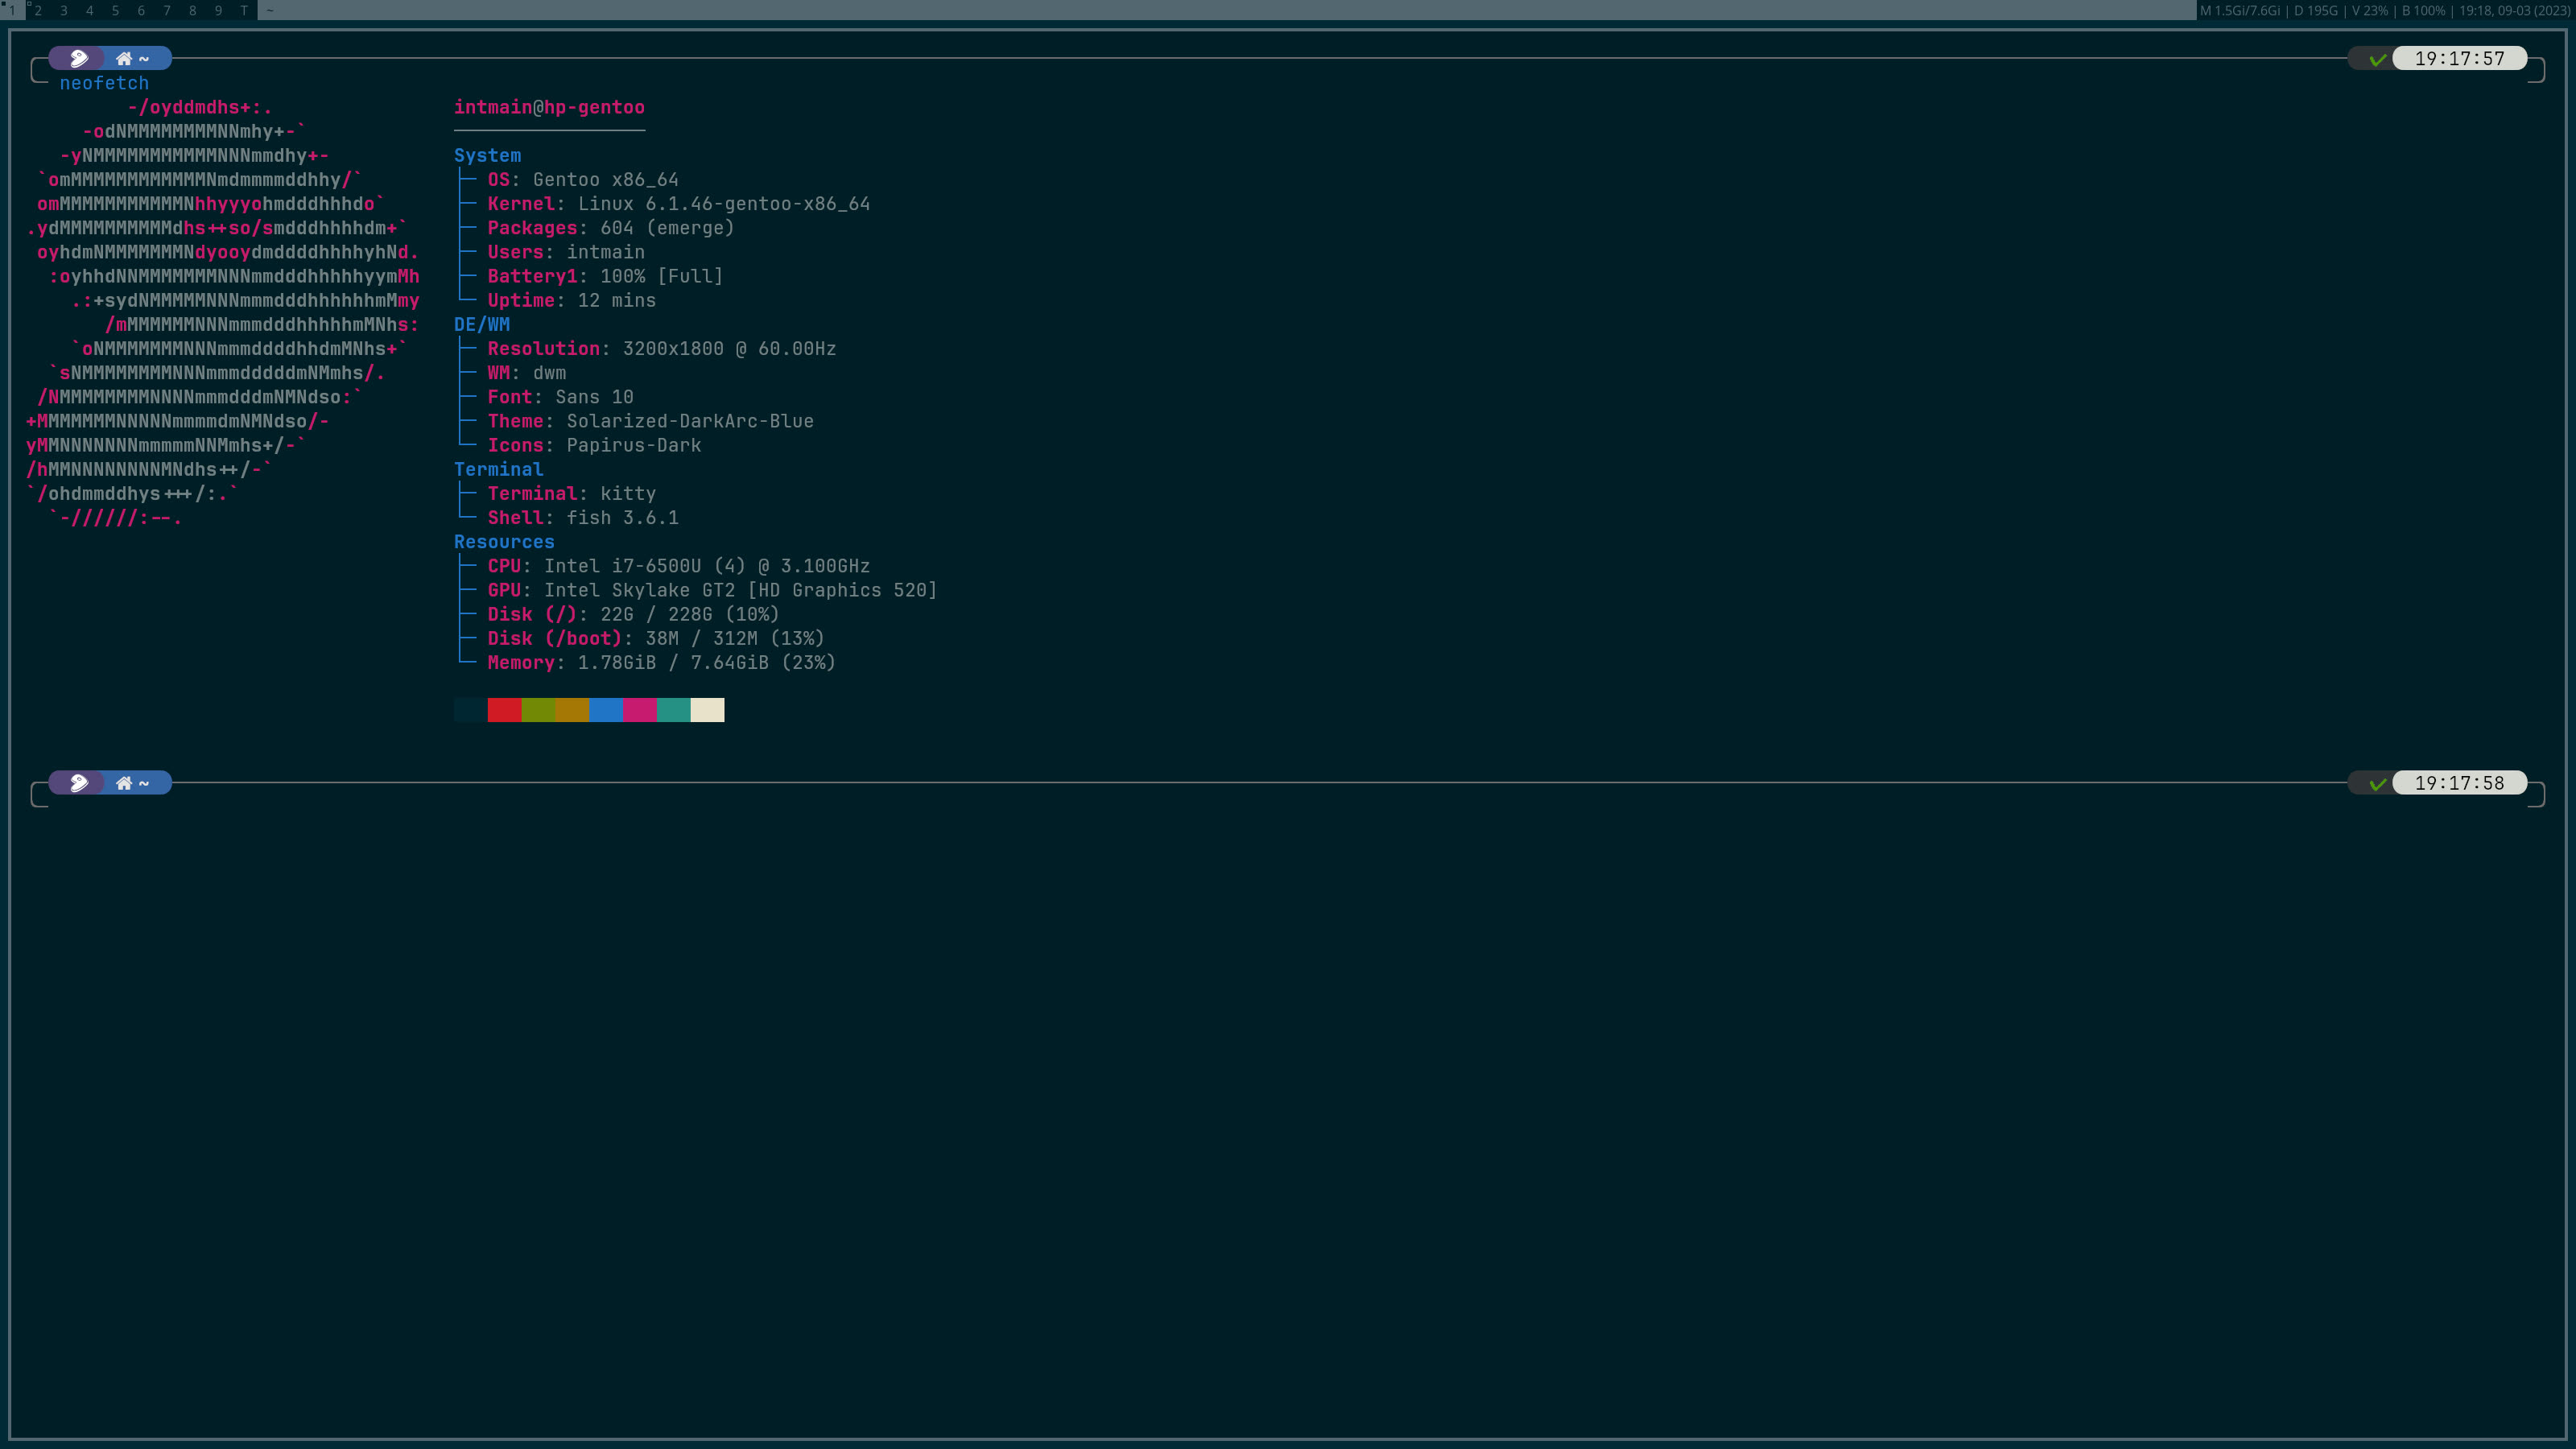 1 2 3 4 5 6 7 8 9 T ~ M 1.5Gi/7.6Gi | D 195G | V 23% | B 100% | 19:18, 09-03 (2023)
~ ✔ 19:17:57
neofetch
-/oyddmdhs+:.
-odNMMMMMMMMNNmhy+-`
-yNMMMMMMMMMMMNNNmmdhy+-
`omMMMMMMMMMMMMNmdmmmmddhhy/`
omMMMMMMMMMMMNhhyyyohmdddhhhdo`
.ydMMMMMMMMMMdhs++so/smdddhhhhdm+`
oyhdmNMMMMMMMNdyooydmddddhhhhyhNd.
:oyhhdNNMMMMMMMNNNmmdddhhhhhyymMh
.:+sydNMMMMMNNNmmmdddhhhhhhmMmy
/mMMMMMMNNNmmmdddhhhhhmMNhs:
`oNMMMMMMMNNNmmmddddhhdmMNhs+`
`sNMMMMMMMMNNNmmmdddddmNMmhs/.
/NMMMMMMMMNNNNmmmdddmNMNdso:`
+MMMMMMMNNNNNmmmmdmNMNdso/-
yMMNNNNNNNmmmmmNNMmhs+/-`
/hMMNNNNNNNNMNdhs++/-`
`/ohdmmddhys+++/:.`
`-//////:--.
intmain@hp-gentoo
System
OS: Gentoo x86_64
Kernel: Linux 6.1.46-gentoo-x86_64
Packages: 604 (emerge)
Users: intmain
Battery1: 100% [Full]
Uptime: 12 mins
DE/WM
Resolution: 3200x1800 @ 60.00Hz
WM: dwm
Font: Sans 10
Theme: Solarized-DarkArc-Blue
Icons: Papirus-Dark
Terminal
Terminal: kitty
Shell: fish 3.6.1
Resources
CPU: Intel i7-6500U (4) @ 3.100GHz
GPU: Intel Skylake GT2 [HD Graphics 520]
Disk (/): 22G / 228G (10%)
Disk (/boot): 38M / 312M (13%)
Memory: 1.78GiB / 7.64GiB (23%)
~ ✔ 19:17:58